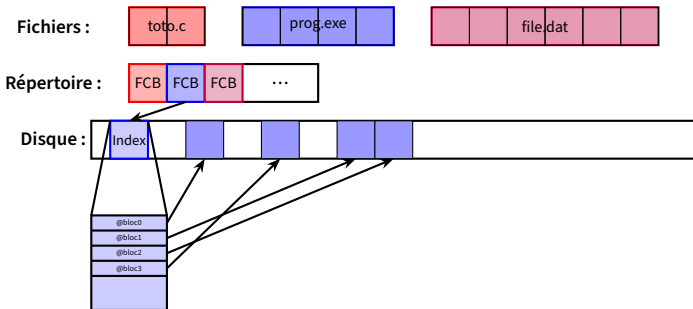 Fichiers : toto.c prog.exe file.dat
Répertoire : FCB FCB FCB ...
Disque : Index
@bloc0
@bloc1
@bloc2
@bloc3